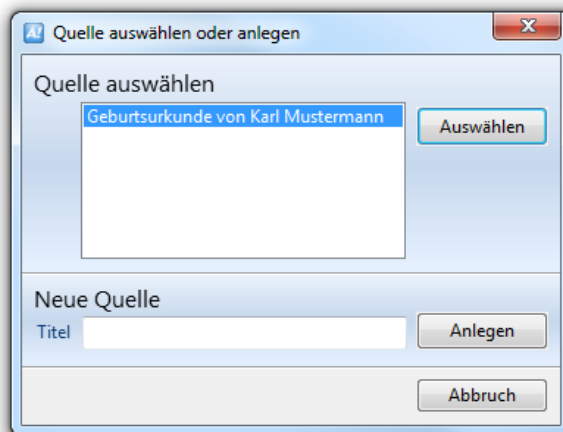 A! Quelle auswählen oder anlegen
Quelle auswählen
Geburtsurkunde von Karl Mustermann
Auswählen
Neue Quelle
Titel
Anlegen
Abbruch